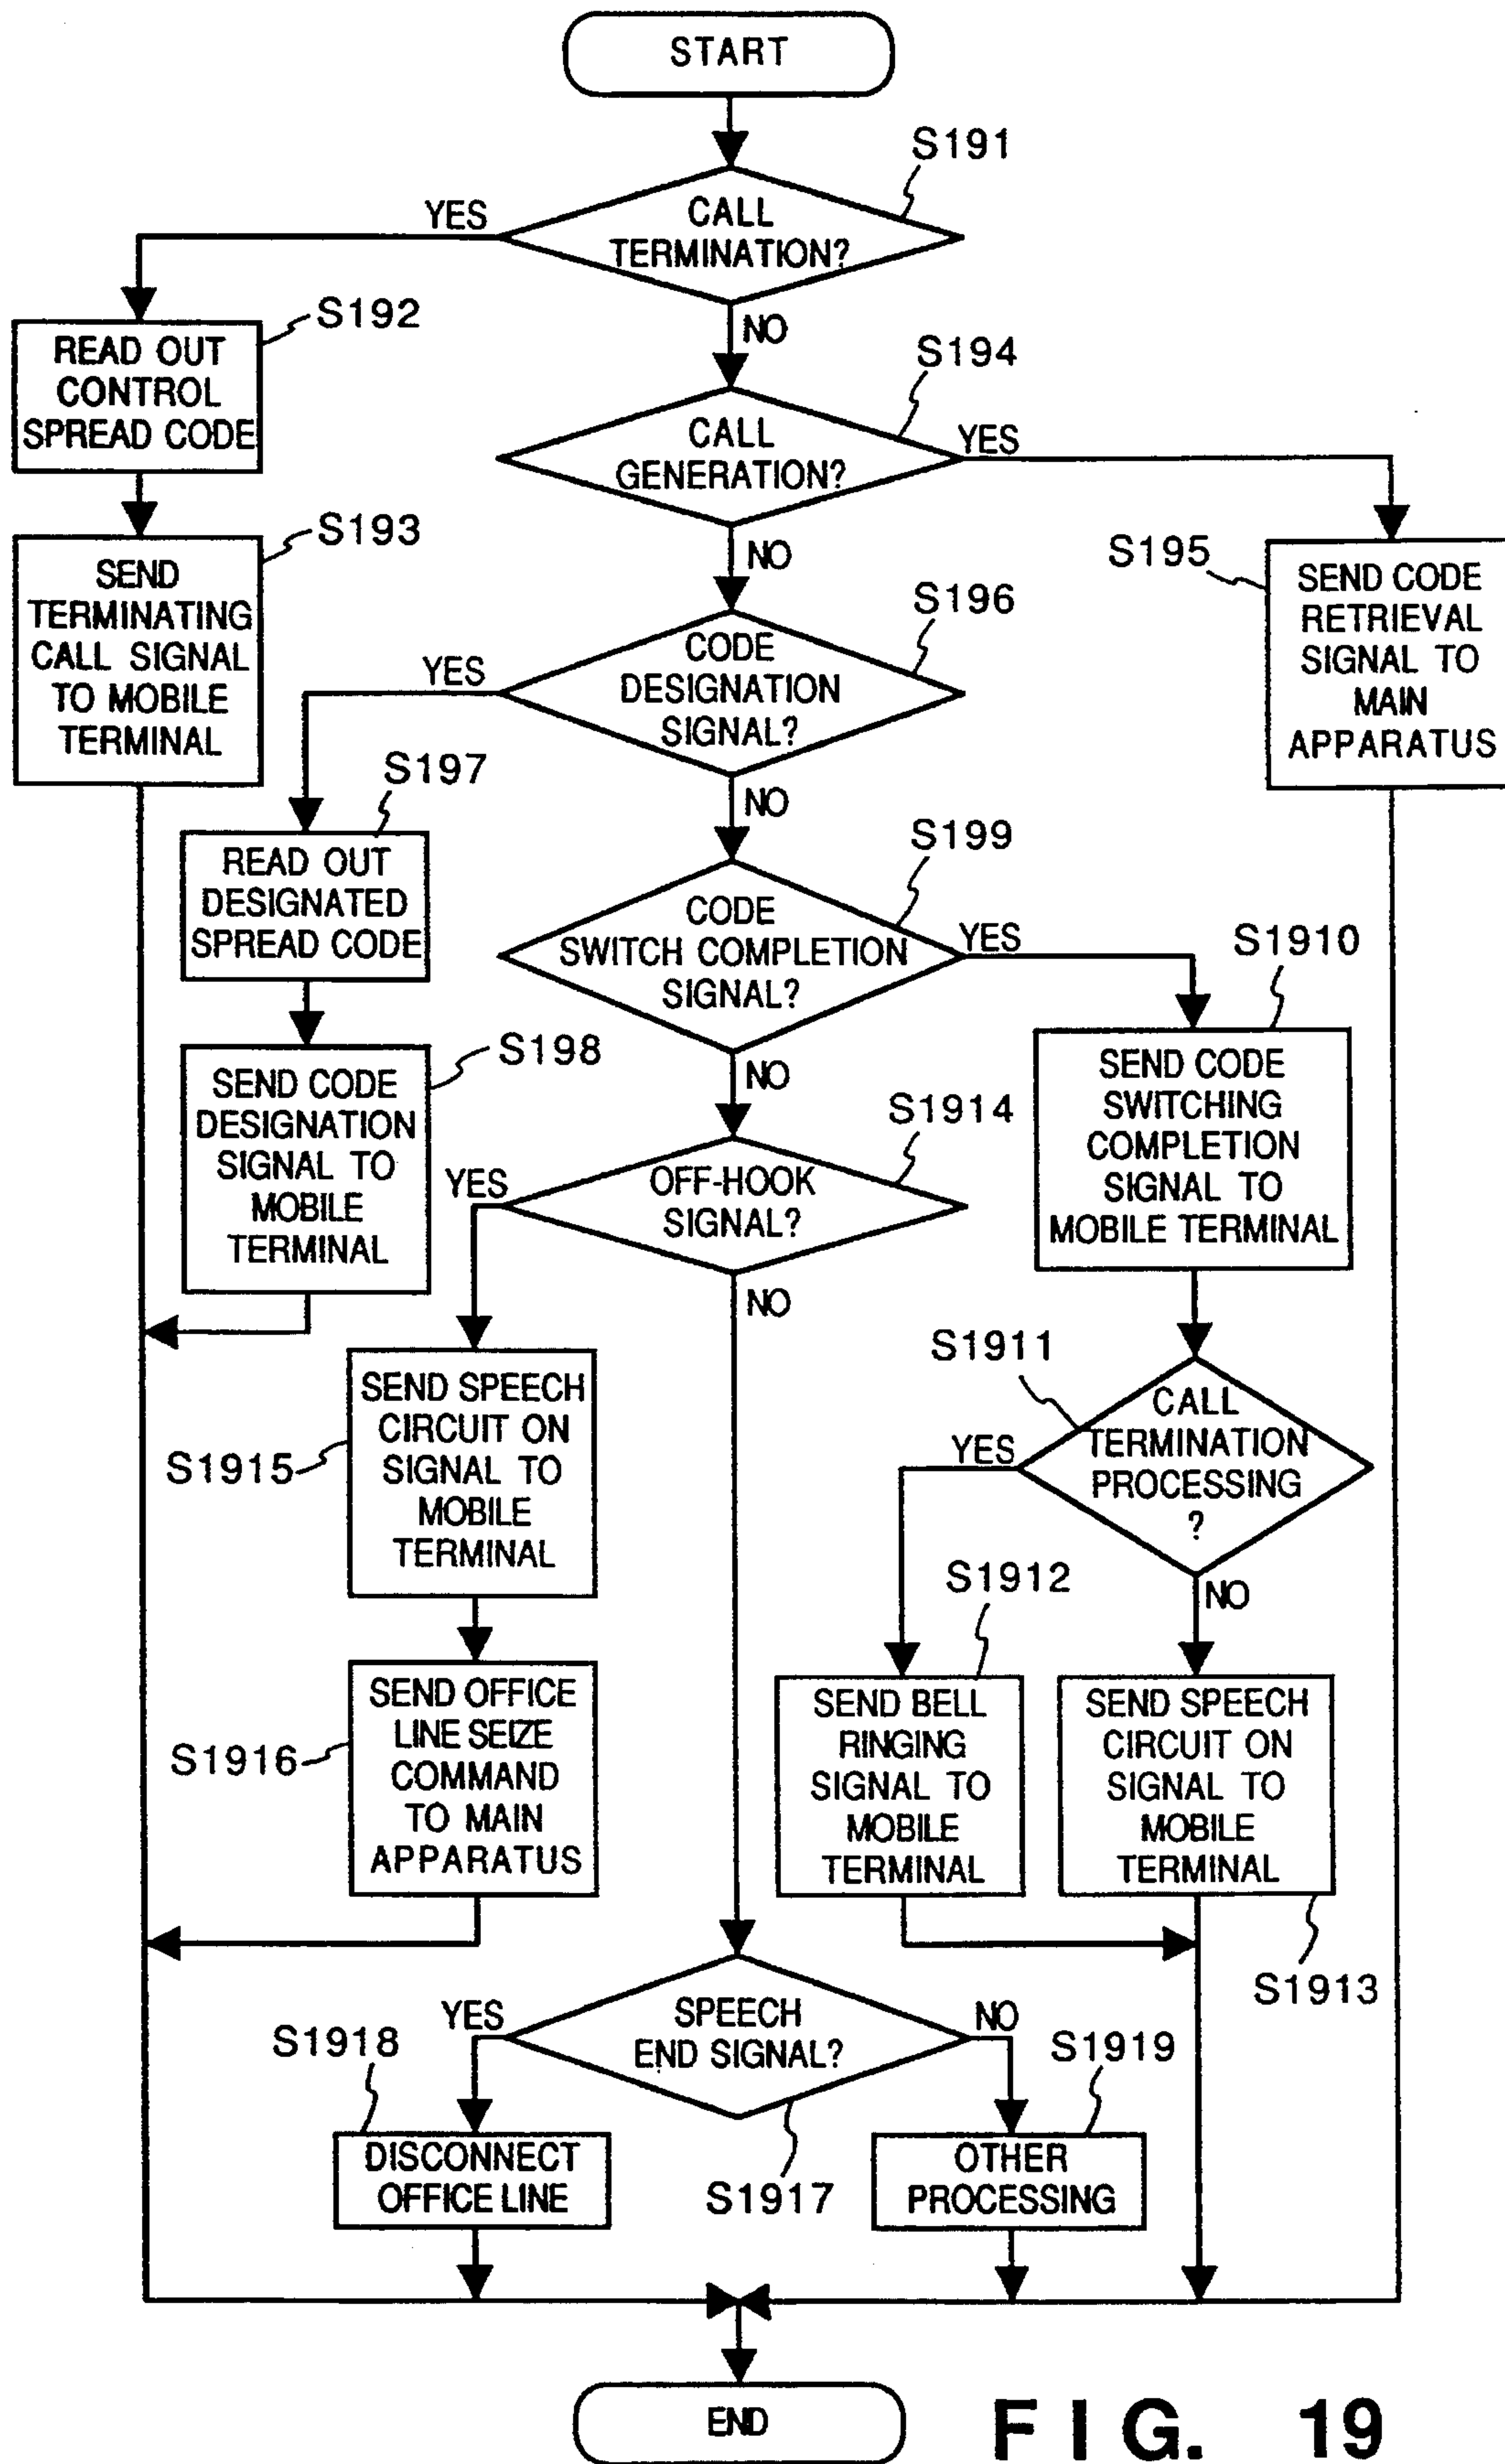 START
S191
CALL
TERMINATION?
YES
NO
S192
READ OUT
CONTROL
SPREAD CODE
S193
SEND
TERMINATING
CALL SIGNAL
TO MOBILE
TERMINAL
S194
CALL
GENERATION?
YES
NO
S195
SEND CODE
RETRIEVAL
SIGNAL TO
MAIN
APPARATUS
S196
CODE
DESIGNATION
SIGNAL?
YES
NO
S197
READ OUT
DESIGNATED
SPREAD CODE
S198
SEND CODE
DESIGNATION
SIGNAL TO
MOBILE
TERMINAL
S199
CODE
SWITCH COMPLETION
SIGNAL?
YES
NO
S1910
SEND CODE
SWITCHING
COMPLETION
SIGNAL TO
MOBILE TERMINAL
S1911
CALL
TERMINATION
PROCESSING
?
YES
NO
S1912
SEND BELL
RINGING
SIGNAL TO
MOBILE
TERMINAL
SEND SPEECH
CIRCUIT ON
SIGNAL TO
MOBILE
TERMINAL
S1913
S1914
OFF-HOOK
SIGNAL?
YES
NO
S1915
SEND SPEECH
CIRCUIT ON
SIGNAL TO
MOBILE
TERMINAL
S1916
SEND OFFICE
LINE SEIZE
COMMAND
TO MAIN
APPARATUS
SPEECH
END SIGNAL?
YES
NO
S1917
S1918
DISCONNECT
OFFICE LINE
S1919
OTHER
PROCESSING
END
FIG. 19